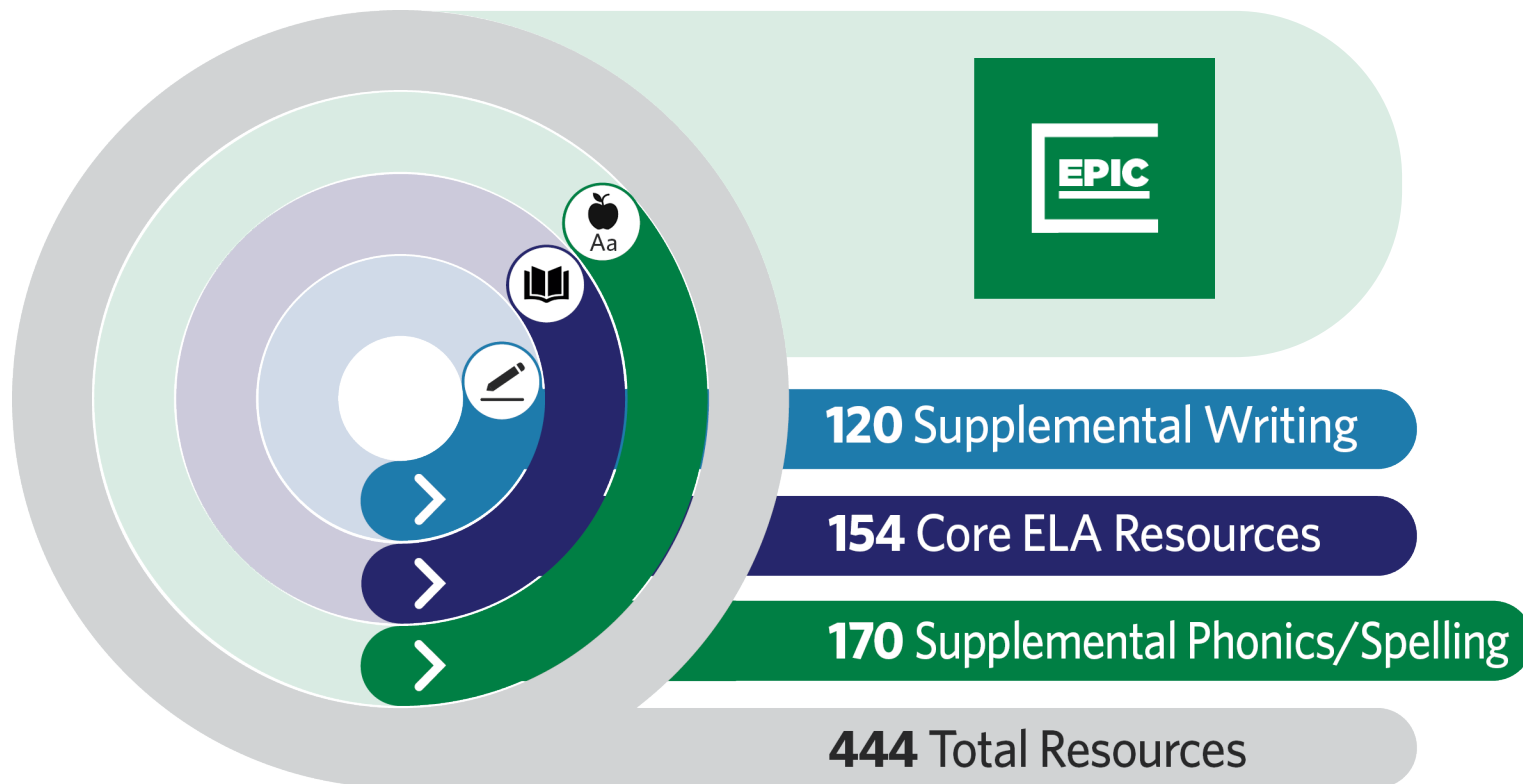 EPIC
Aa
120 Supplemental Writing
154 Core ELA Resources
170 Supplemental Phonics/Spelling
444 Total Resources